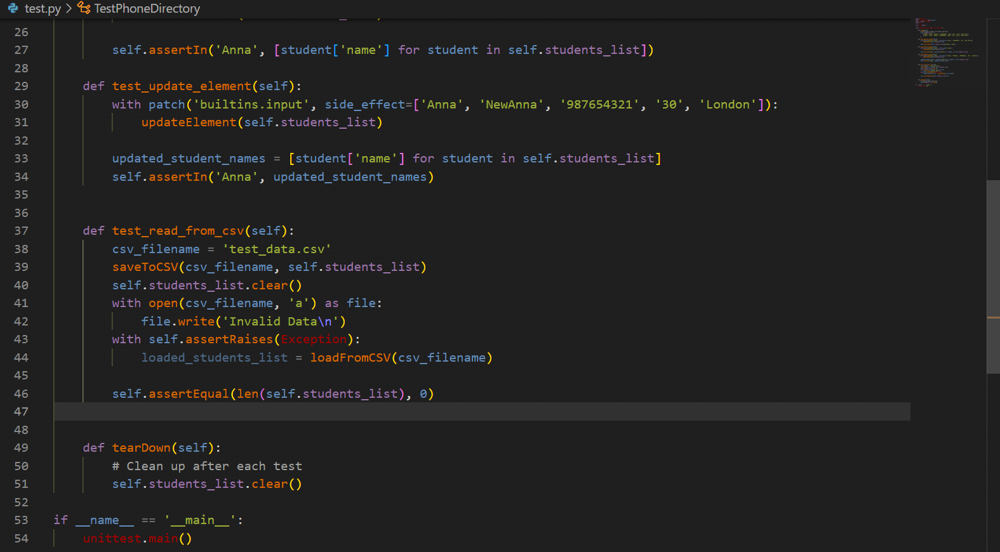 test.py > TestPhoneDirectory
26
27 self.assertIn('Anna', [student['name'] for student in self.students_list])
28
29 def test_update_element(self):
30 with patch('builtins.input', side_effect=['Anna', 'NewAnna', '987654321', '30', 'London']):
31 updateElement(self.students_list)
32
33 updated_student_names = [student['name'] for student in self.students_list]
34 self.assertIn('Anna', updated_student_names)
35
36
37 def test_read_from_csv(self):
38 csv_filename = 'test_data.csv'
39 saveToCSV(csv_filename, self.students_list)
40 self.students_list.clear()
41 with open(csv_filename, 'a') as file:
42 file.write('Invalid Data\n')
43 with self.assertRaises(Exception):
44 loaded_students_list = loadFromCSV(csv_filename)
45
46 self.assertEqual(len(self.students_list), 0)
47
48
49 def tearDown(self):
50 # Clean up after each test
51 self.students_list.clear()
52
53 if __name__ == '__main__':
54 unittest.main()